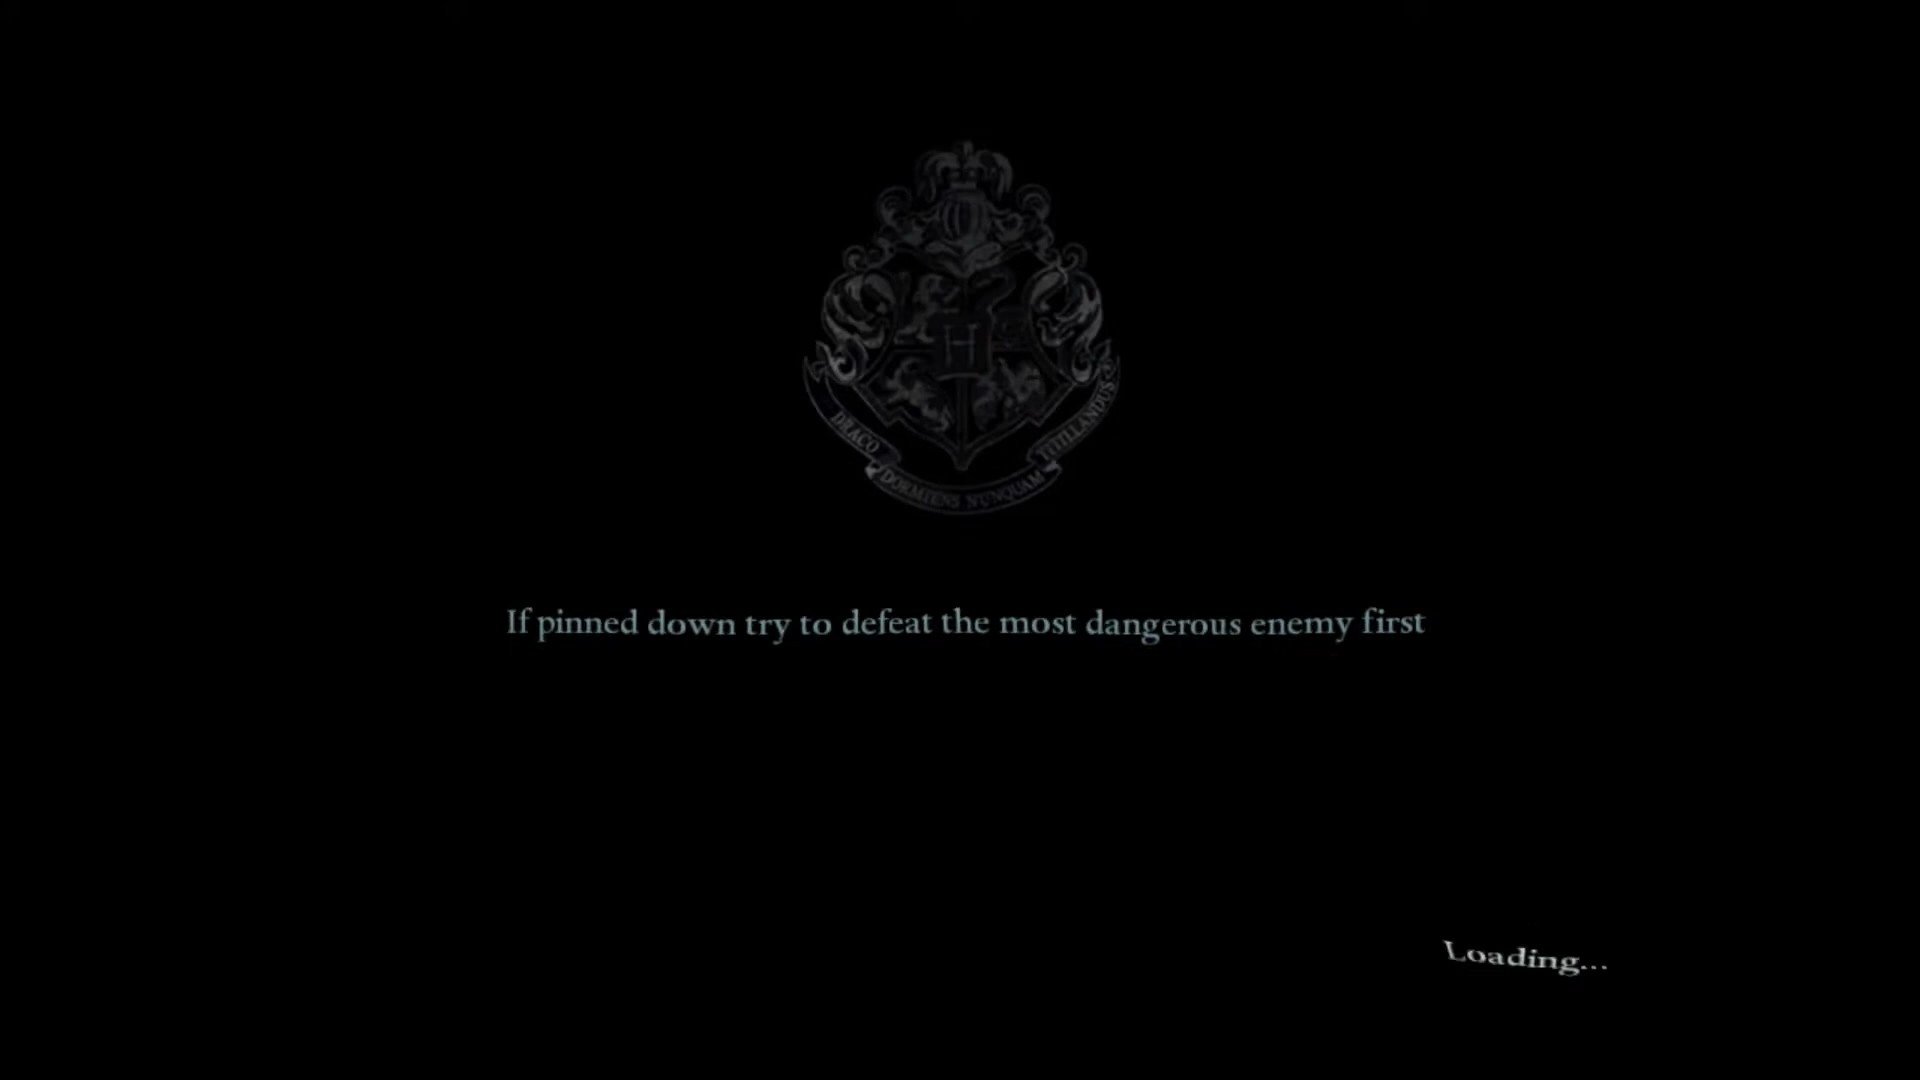 H
DRACO
DORMIENS NUNQUAM
TITILLANDUS
If pinned down try to defeat the most dangerous enemy first
Loading...